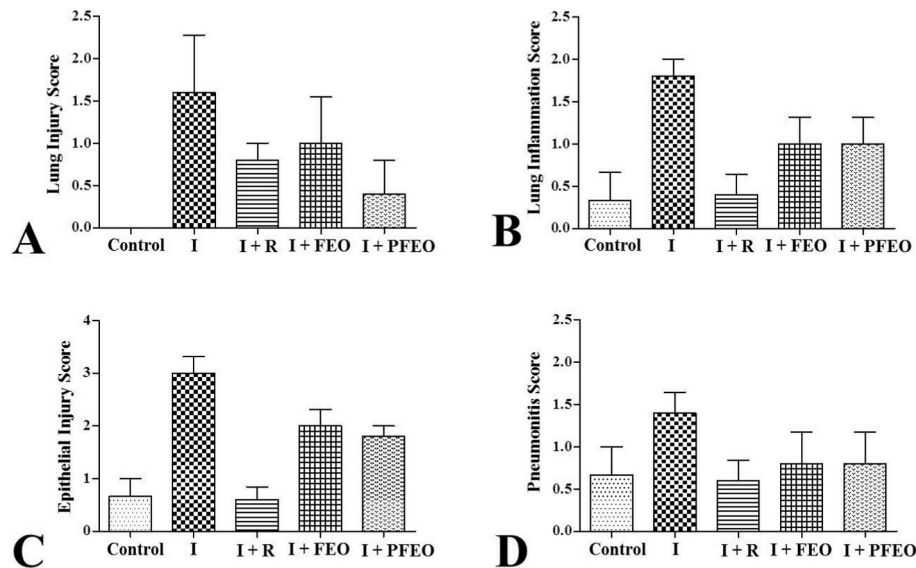 Lung Injury Score
2.5
2.0
1.5
1.0
0.5
0.0
Control I I + R I + FEO I + PFEO
A
Lung Inflammation Score
2.5
2.0
1.5
1.0
0.5
0.0
Control I I + R I + FEO I + PFEO
B
Epithelial Injury Score
4
3
2
1
0
Control I I + R I + FEO I + PFEO
C
Pneumonitis Score
2.5
2.0
1.5
1.0
0.5
0.0
Control I I + R I + FEO I + PFEO
D